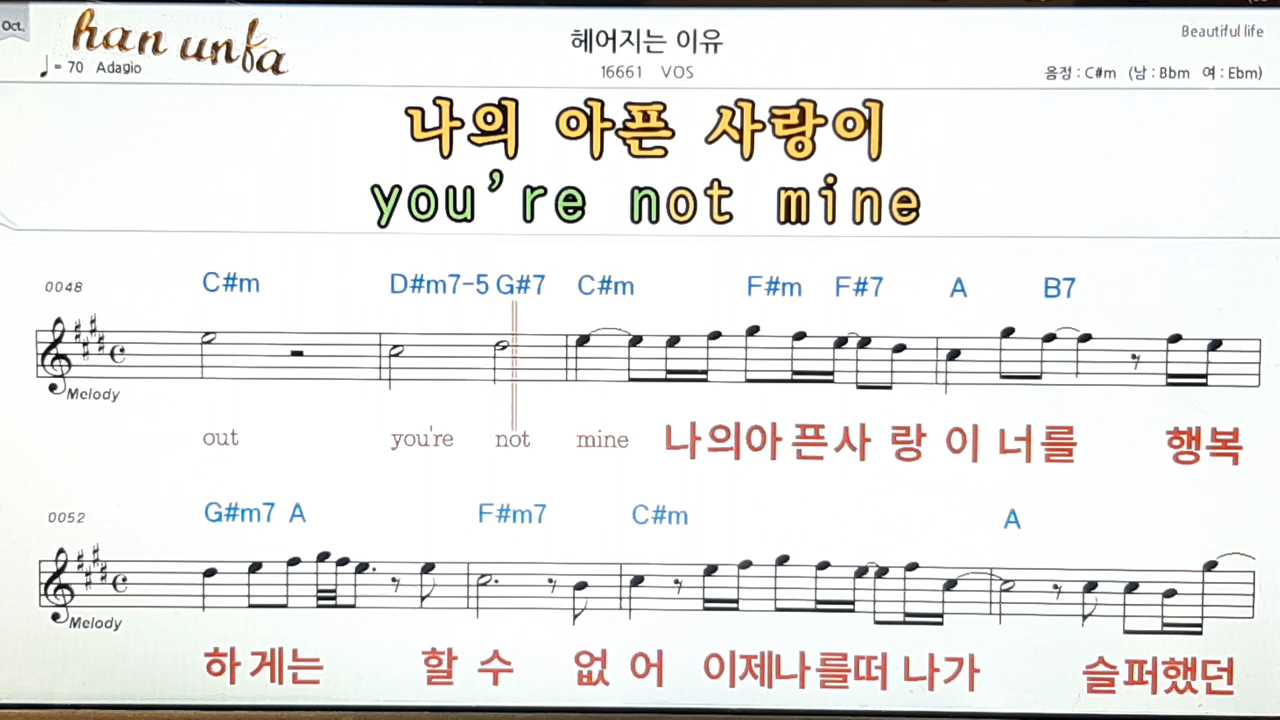 Oct.
han unfa
헤어지는 이유
Beautiful life
♩= 70 Adagio
16661 VOS
음정 : C#m (남 : Bbm 여 : Ebm)
나의 아픈 사랑이
you're not mine
0048
C#m D#m7-5 G#7 C#m F#m F#7 A B7
Melody
out you're not mine 나의아 픈사 랑 이 너를 행복
0052
G#m7 A F#m7 C#m A
Melody
하게는 할 수 없 어 이제나를떠 나가 슬퍼했던